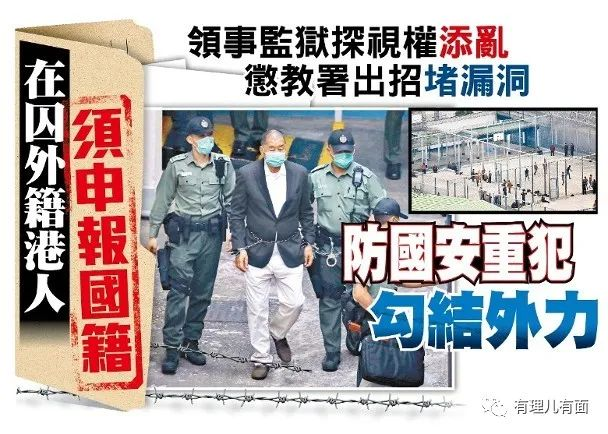 領事監獄探視權添亂
懲教署出招堵漏洞
在囚外籍港人
須申報國籍
防國安重犯
勾結外力
有理儿有面